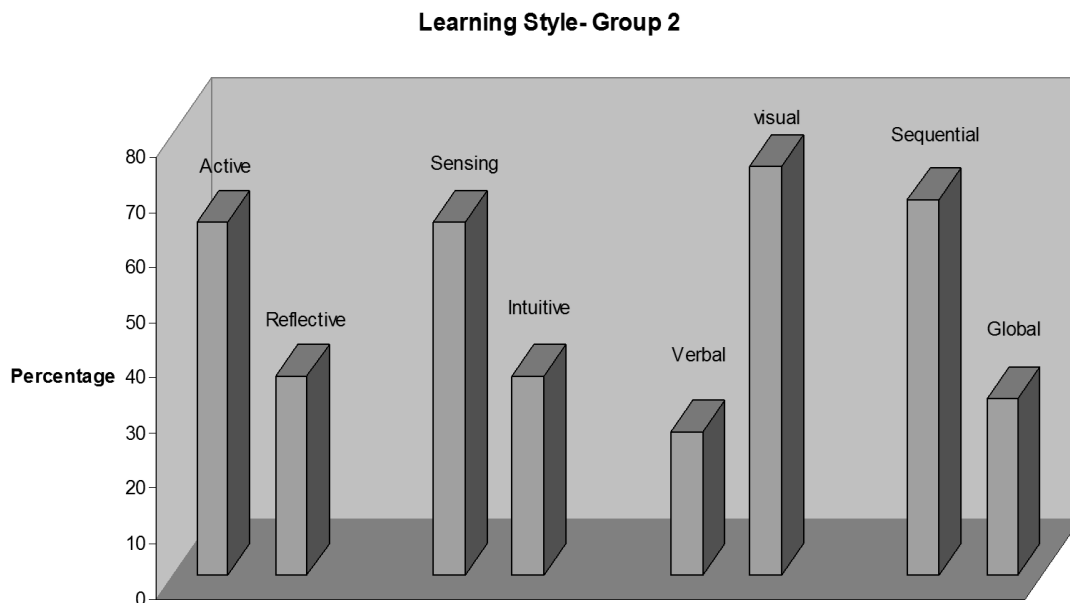 Learning Style- Group 2
visual
Sequential
80
Active
Sensing
70
60
Reflective
Intuitive
50
Global
Verbal
Percentage
40
30
20
10
0